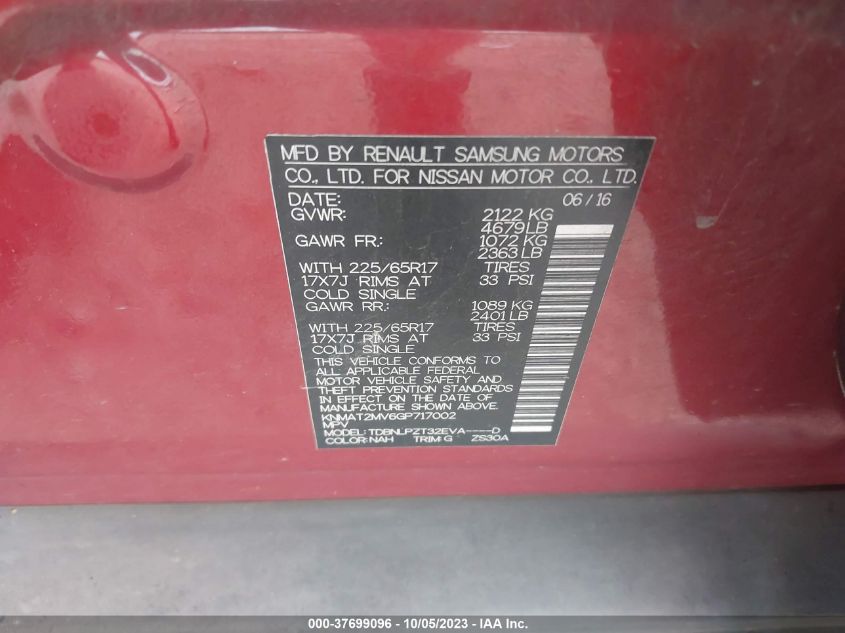 MFD BY RENAULT SAMSUNG MOTORS
CO., LTD. FOR NISSAN MOTOR CO., LTD.
DATE: 06/16
GVWR: 2122 KG
4679 LB
GAWR FR: 1072 KG
2363 LB
WITH 225/65R17 TIRES
17X7J RIMS AT 33 PSI
COLD SINGLE
GAWR RR: 1089 KG
2401 LB
WITH 225/65R17 TIRES
17X7J RIMS AT 33 PSI
COLD SINGLE
THIS VEHICLE CONFORMS TO
ALL APPLICABLE FEDERAL
MOTOR VEHICLE SAFETY AND
THEFT PREVENTION STANDARDS
IN EFFECT ON THE DATE OF
MANUFACTURE SHOWN ABOVE.
KNMAT2MV6GP717002
MPV
MODEL: TDBNLPZT32EVA----D
COLOR: NAH TRIM: G ZS30A
000-37699096 - 10/05/2023 - IAA Inc.